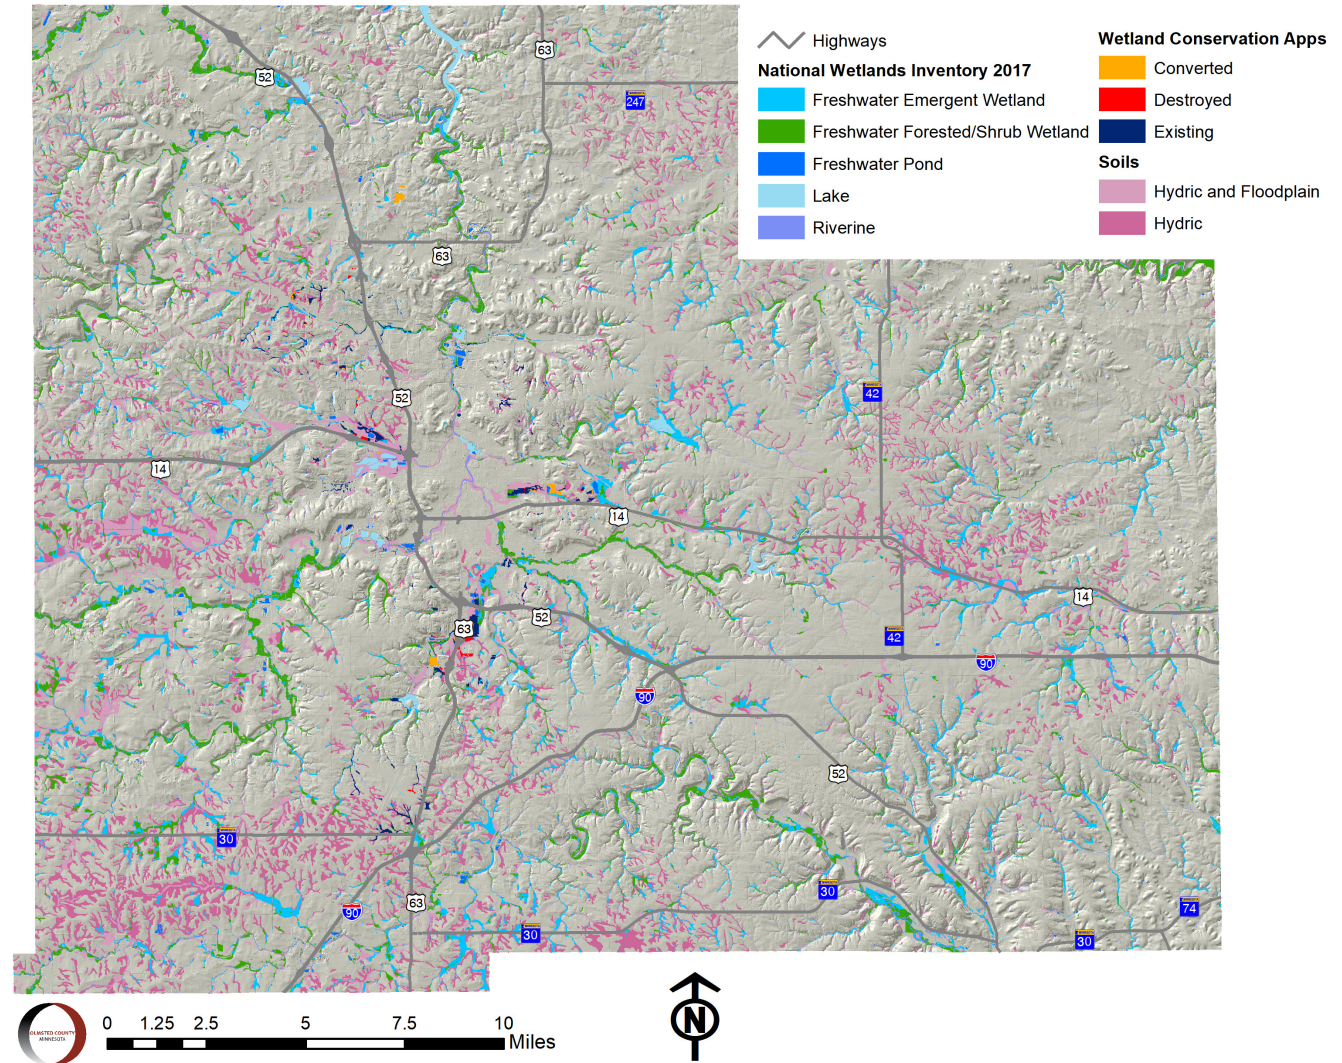 Highways
National Wetlands Inventory 2017
Freshwater Emergent Wetland
Freshwater Forested/Shrub Wetland
Freshwater Pond
Lake
Riverine
Wetland Conservation Apps
Converted
Destroyed
Existing
Soils
Hydric and Floodplain
Hydric
63
52
247
63
42
52
14
14
14
63
52
42
90
90
52
30
30
90
63
30
74
30
OLMSTED COUNTY
MINNESOTA
0 1.25 2.5 5 7.5 10
Miles
N